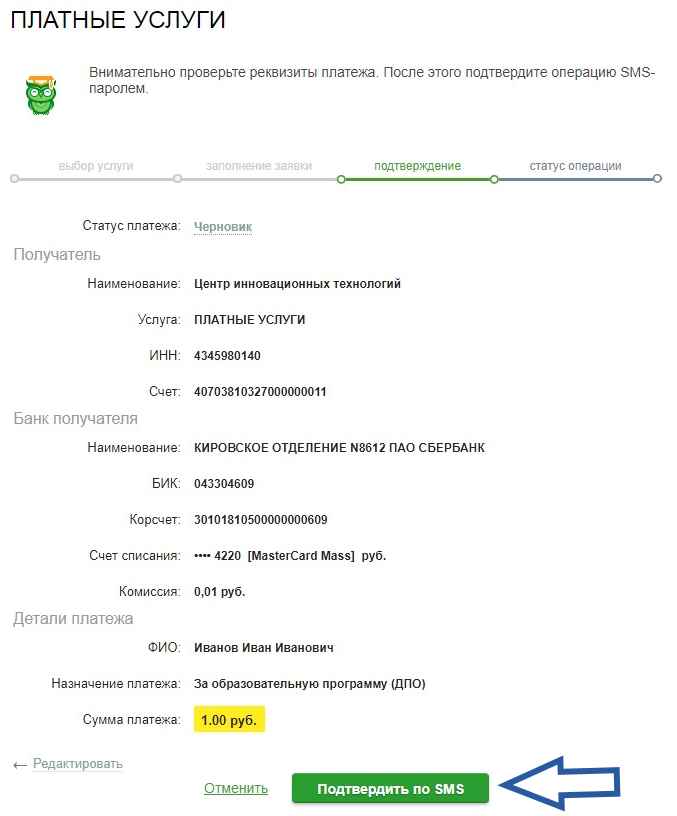 ПЛАТНЫЕ УСЛУГИ
Внимательно проверьте реквизиты платежа. После этого подтвердите операцию SMS-
паролем.
выбор услуги заполнение заявки подтверждение статус операции
Статус платежа: Черновик
Получатель
Наименование: Центр инновационных технологий
Услуга: ПЛАТНЫЕ УСЛУГИ
ИНН: 4345980140
Счет: 40703810327000000011
Банк получателя
Наименование: КИРОВСКОЕ ОТДЕЛЕНИЕ N8612 ПАО СБЕРБАНК
БИК: 043304609
Корсчет: 30101810500000000609
Счет списания: •••• 4220 [MasterCard Mass] руб.
Комиссия: 0,01 руб.
Детали платежа
ФИО: Иванов Иван Иванович
Назначение платежа: За образовательную программу (ДПО)
Сумма платежа: 1.00 руб.
← Редактировать
Отменить Подтвердить по SMS